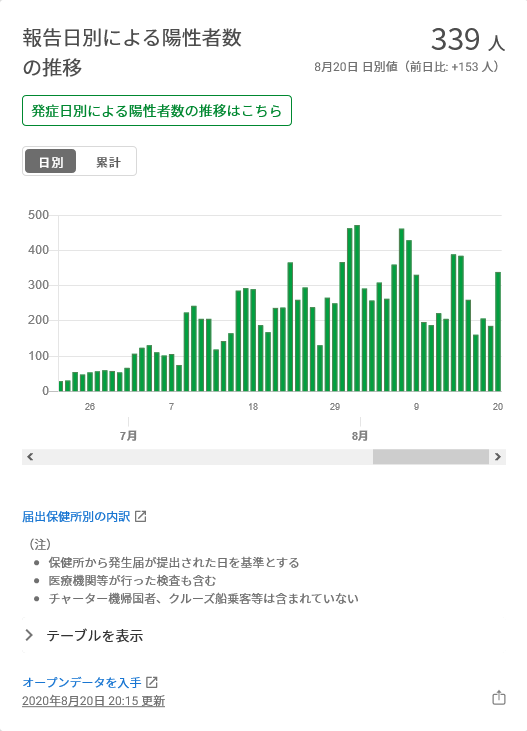 報告日別による陽性者数
の推移
339 人
8月20日 日別値（前日比: +153 人）
発症日別による陽性者数の推移はこちら
日別 累計
500
400
300
200
100
0
26 7 18 29 9 20
7月 8月
届出保健所別の内訳
（注）
• 保健所から発生届が提出された日を基準とする
• 医療機関等が行った検査も含む
• チャーター機帰国者、クルーズ船乗客等は含まれていない
テーブルを表示
オープンデータを入手
2020年8月20日 20:15 更新